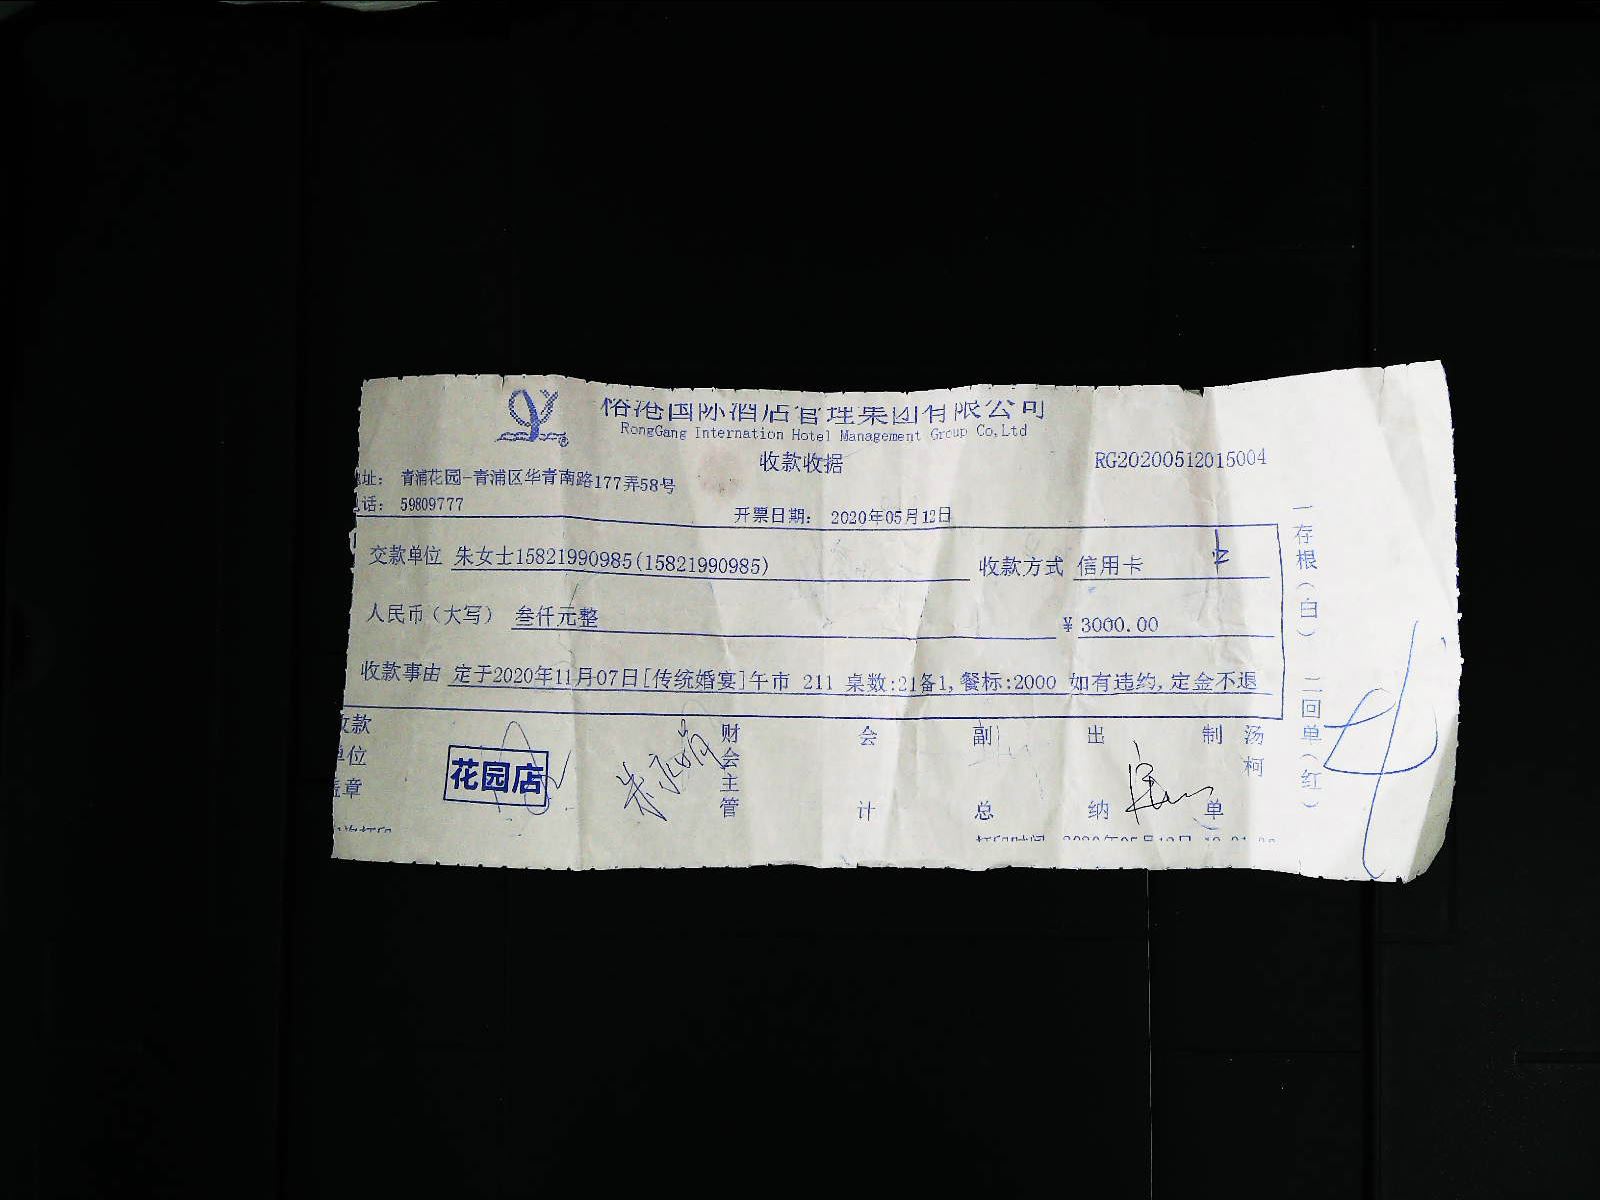 榕港国际酒店管理集团有限公司
RongGang Internation Hotel Management Group Co,Ltd
收款收据
RG20200512015004
地址： 青浦花园-青浦区华青南路177弄58号
电话： 59809777
开票日期： 2020年05月12日
交款单位 朱女士15821990985(15821990985) 收款方式 信用卡
人民币（大写） 叁仟元整 ¥ 3000.00
收款事由 定于2020年11月07日[传统婚宴]午市 211 桌数:21备1,餐标:2000 如有违约,定金不退
收款单位盖章
花园店
财会主管
会计
副总
出纳
制单
汤柯
一存根（白） 二回单（红）